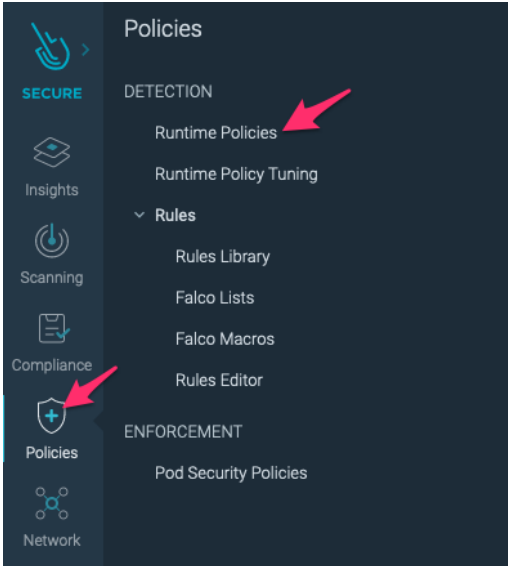 SECURE
Insights
Scanning
Compliance
Policies
Network
Policies
DETECTION
Runtime Policies
Runtime Policy Tuning
Rules
Rules Library
Falco Lists
Falco Macros
Rules Editor
ENFORCEMENT
Pod Security Policies